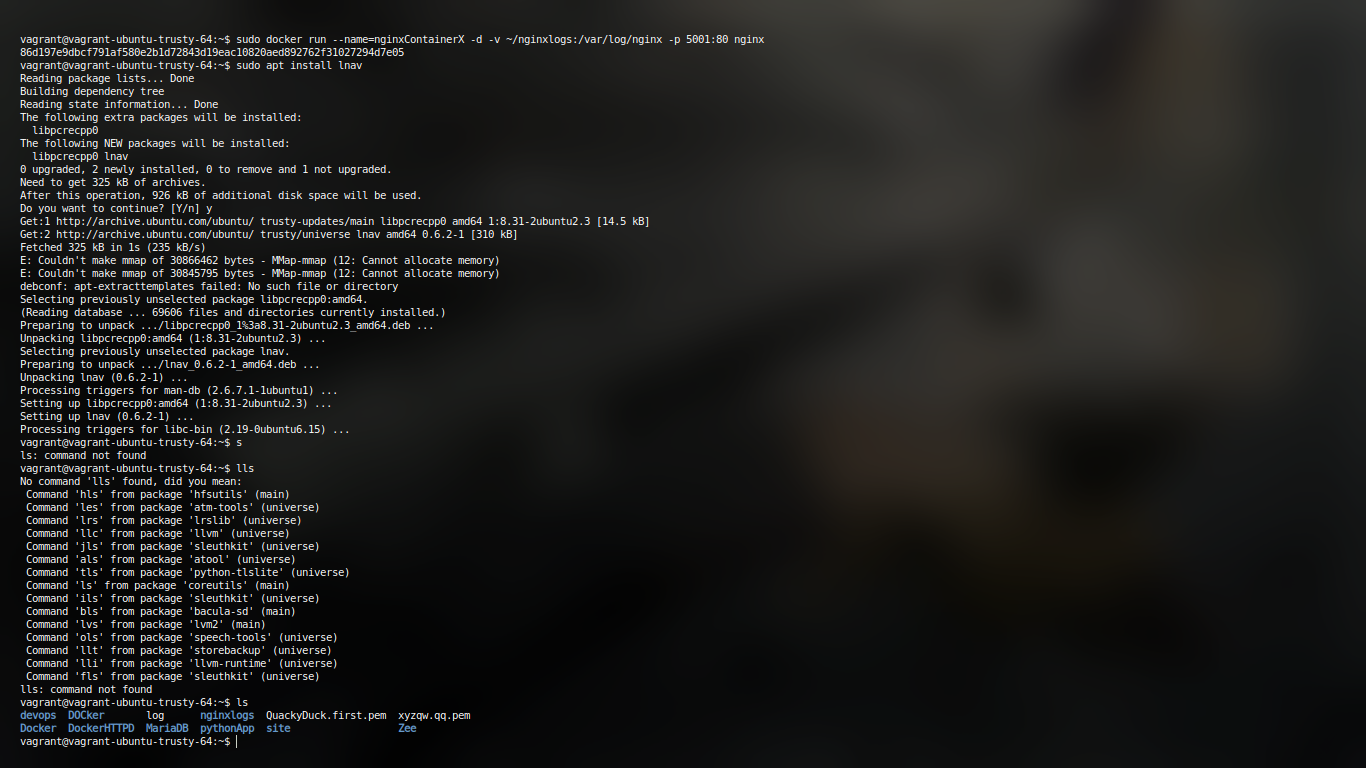 vagrant@vagrant-ubuntu-trusty-64:~$ sudo docker run --name=nginxContainerX -d -v ~/nginxlogs:/var/log/nginx -p 5001:80 nginx
86d197e9dbcf791af580e2b1d72843d19eac10820aed892762f31027294d7e05
vagrant@vagrant-ubuntu-trusty-64:~$ sudo apt install lnav
Reading package lists... Done
Building dependency tree
Reading state information... Done
The following extra packages will be installed:
  libpcrecpp0
The following NEW packages will be installed:
  libpcrecpp0 lnav
0 upgraded, 2 newly installed, 0 to remove and 1 not upgraded.
Need to get 325 kB of archives.
After this operation, 926 kB of additional disk space will be used.
Do you want to continue? [Y/n] y
Get:1 http://archive.ubuntu.com/ubuntu/ trusty-updates/main libpcrecpp0 amd64 1:8.31-2ubuntu2.3 [14.5 kB]
Get:2 http://archive.ubuntu.com/ubuntu/ trusty/universe lnav amd64 0.6.2-1 [310 kB]
Fetched 325 kB in 1s (235 kB/s)
E: Couldn't make mmap of 30866462 bytes - MMap-mmap (12: Cannot allocate memory)
E: Couldn't make mmap of 30845795 bytes - MMap-mmap (12: Cannot allocate memory)
debconf: apt-extracttemplates failed: No such file or directory
Selecting previously unselected package libpcrecpp0:amd64.
(Reading database ... 69606 files and directories currently installed.)
Preparing to unpack .../libpcrecpp0_1%3a8.31-2ubuntu2.3_amd64.deb ...
Unpacking libpcrecpp0:amd64 (1:8.31-2ubuntu2.3) ...
Selecting previously unselected package lnav.
Preparing to unpack .../lnav_0.6.2-1_amd64.deb ...
Unpacking lnav (0.6.2-1) ...
Processing triggers for man-db (2.6.7.1-1ubuntu1) ...
Setting up libpcrecpp0:amd64 (1:8.31-2ubuntu2.3) ...
Setting up lnav (0.6.2-1) ...
Processing triggers for libc-bin (2.19-0ubuntu6.15) ...
vagrant@vagrant-ubuntu-trusty-64:~$ s
ls: command not found
vagrant@vagrant-ubuntu-trusty-64:~$ lls
No command 'lls' found, did you mean:
 Command 'hls' from package 'hfsutils' (main)
 Command 'les' from package 'atm-tools' (universe)
 Command 'lrs' from package 'lrslib' (universe)
 Command 'llc' from package 'llvm' (universe)
 Command 'jls' from package 'sleuthkit' (universe)
 Command 'als' from package 'atool' (universe)
 Command 'tls' from package 'python-tlslite' (universe)
 Command 'ls' from package 'coreutils' (main)
 Command 'ils' from package 'sleuthkit' (universe)
 Command 'bls' from package 'bacula-sd' (main)
 Command 'lvs' from package 'lvm2' (main)
 Command 'ols' from package 'speech-tools' (universe)
 Command 'llt' from package 'storebackup' (universe)
 Command 'lli' from package 'llvm-runtime' (universe)
 Command 'fls' from package 'sleuthkit' (universe)
lls: command not found
vagrant@vagrant-ubuntu-trusty-64:~$ ls
devops  DOCker       log      nginxlogs  QuackyDuck.first.pem  xyzqw.qq.pem
Docker  DockerHTTPD  MariaDB  pythonApp  site                  Zee
vagrant@vagrant-ubuntu-trusty-64:~$